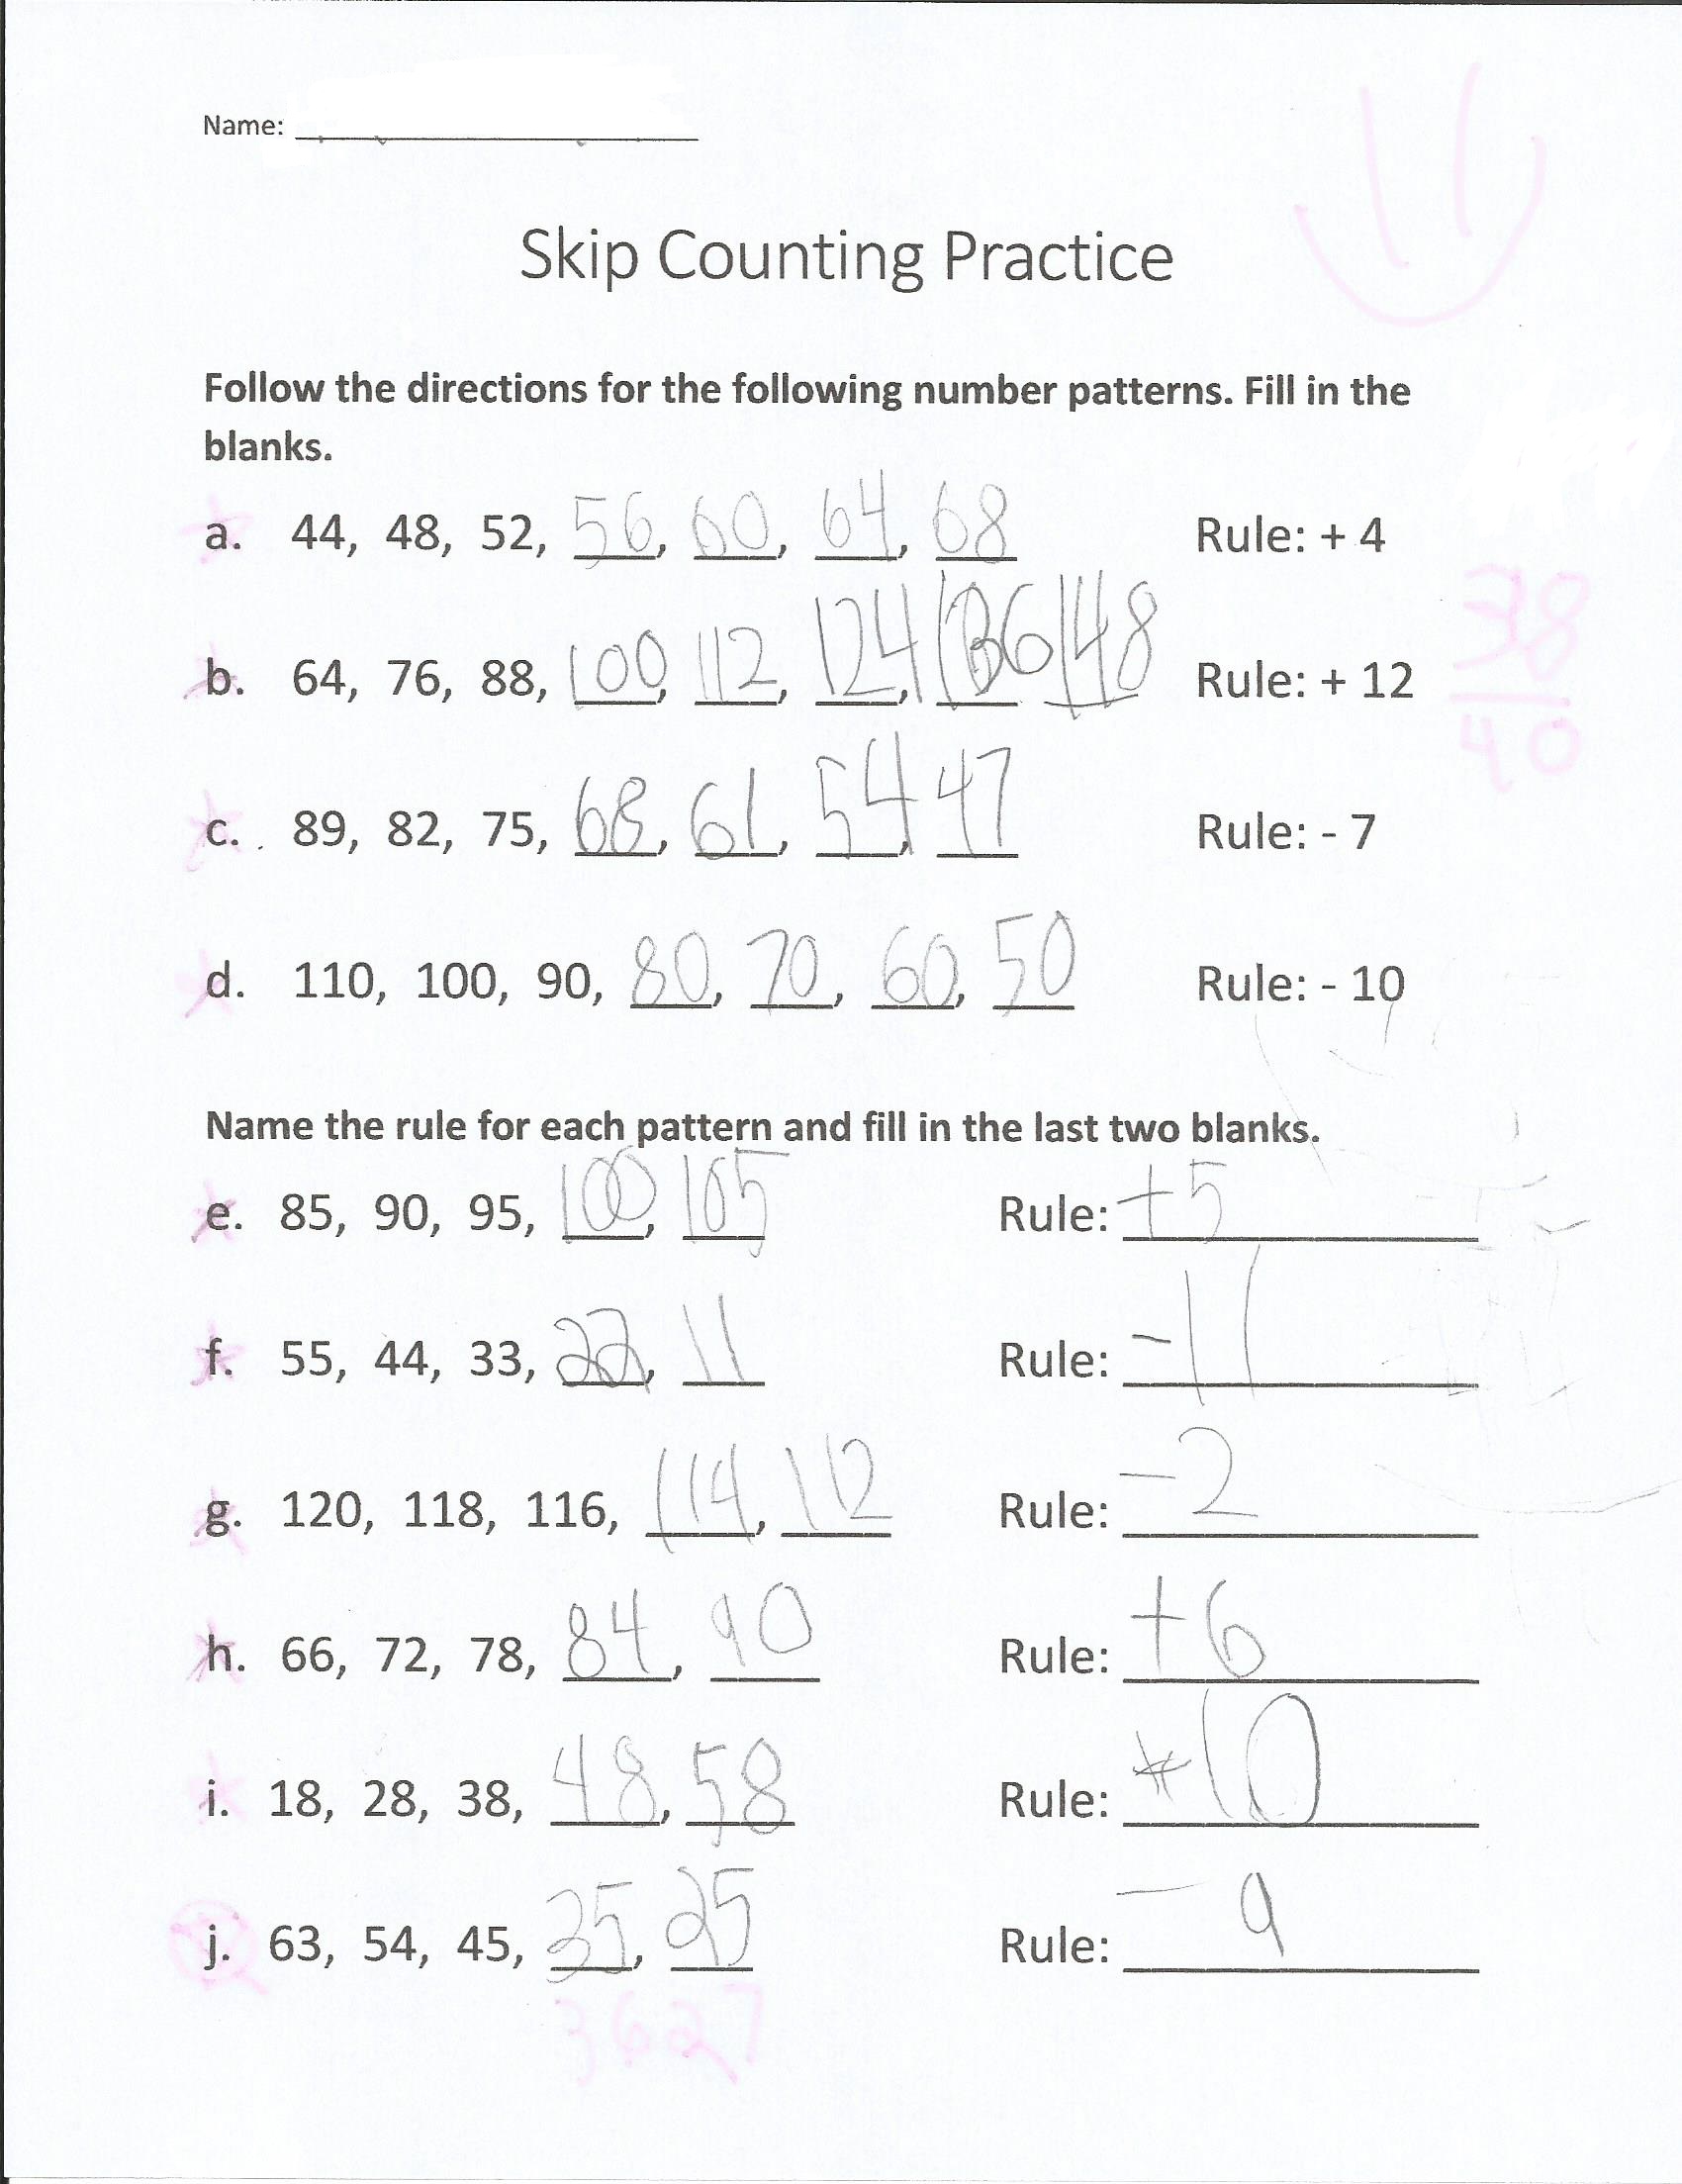 Name:
Skip Counting Practice
Follow the directions for the following number patterns. Fill in the
blanks.
a. 44, 48, 52, 56, 60, 64, 68 Rule: + 4
b. 64, 76, 88, 100, 112, 124, 136 148 Rule: + 12
38
40
c. 89, 82, 75, 68, 61, 54, 47 Rule: - 7
d. 110, 100, 90, 80, 70, 60, 50 Rule: - 10
Name the rule for each pattern and fill in the last two blanks.
e. 85, 90, 95, 100, 105 Rule: +5
f. 55, 44, 33, 22, 11 Rule: -11
g. 120, 118, 116, 114, 112 Rule: -2
h. 66, 72, 78, 84, 90 Rule: +6
i. 18, 28, 38, 48, 58 Rule: +10
j. 63, 54, 45, 35, 25 Rule: - 9
36 27